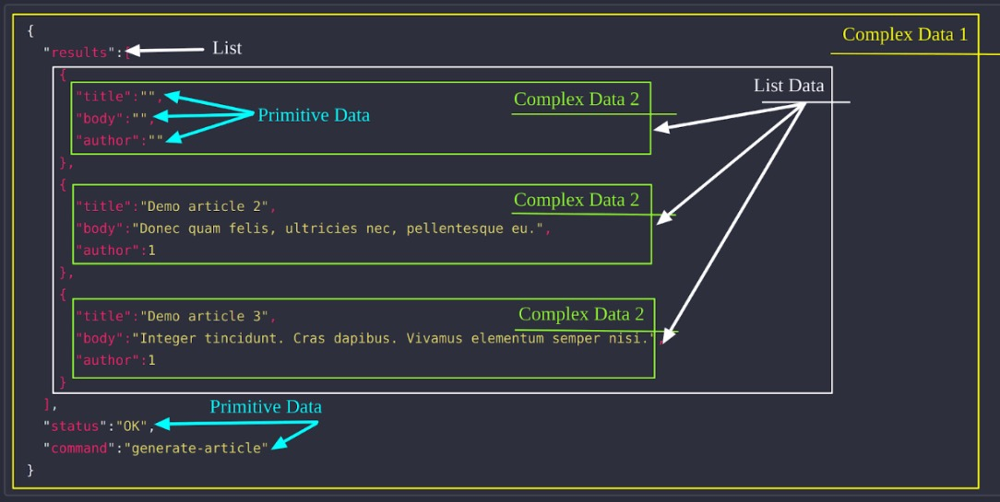 {
Complex Data 1
"results":[
List
{
List Data
"title":"",
Complex Data 2
"body":"",
Primitive Data
"author":""
},
{
"title":"Demo article 2",
Complex Data 2
"body":"Donec quam felis, ultricies nec, pellentesque eu.",
"author":1
},
{
"title":"Demo article 3",
Complex Data 2
"body":"Integer tincidunt. Cras dapibus. Vivamus elementum semper nisi.",
"author":1
}
],
Primitive Data
"status":"OK",
"command":"generate-article"
}